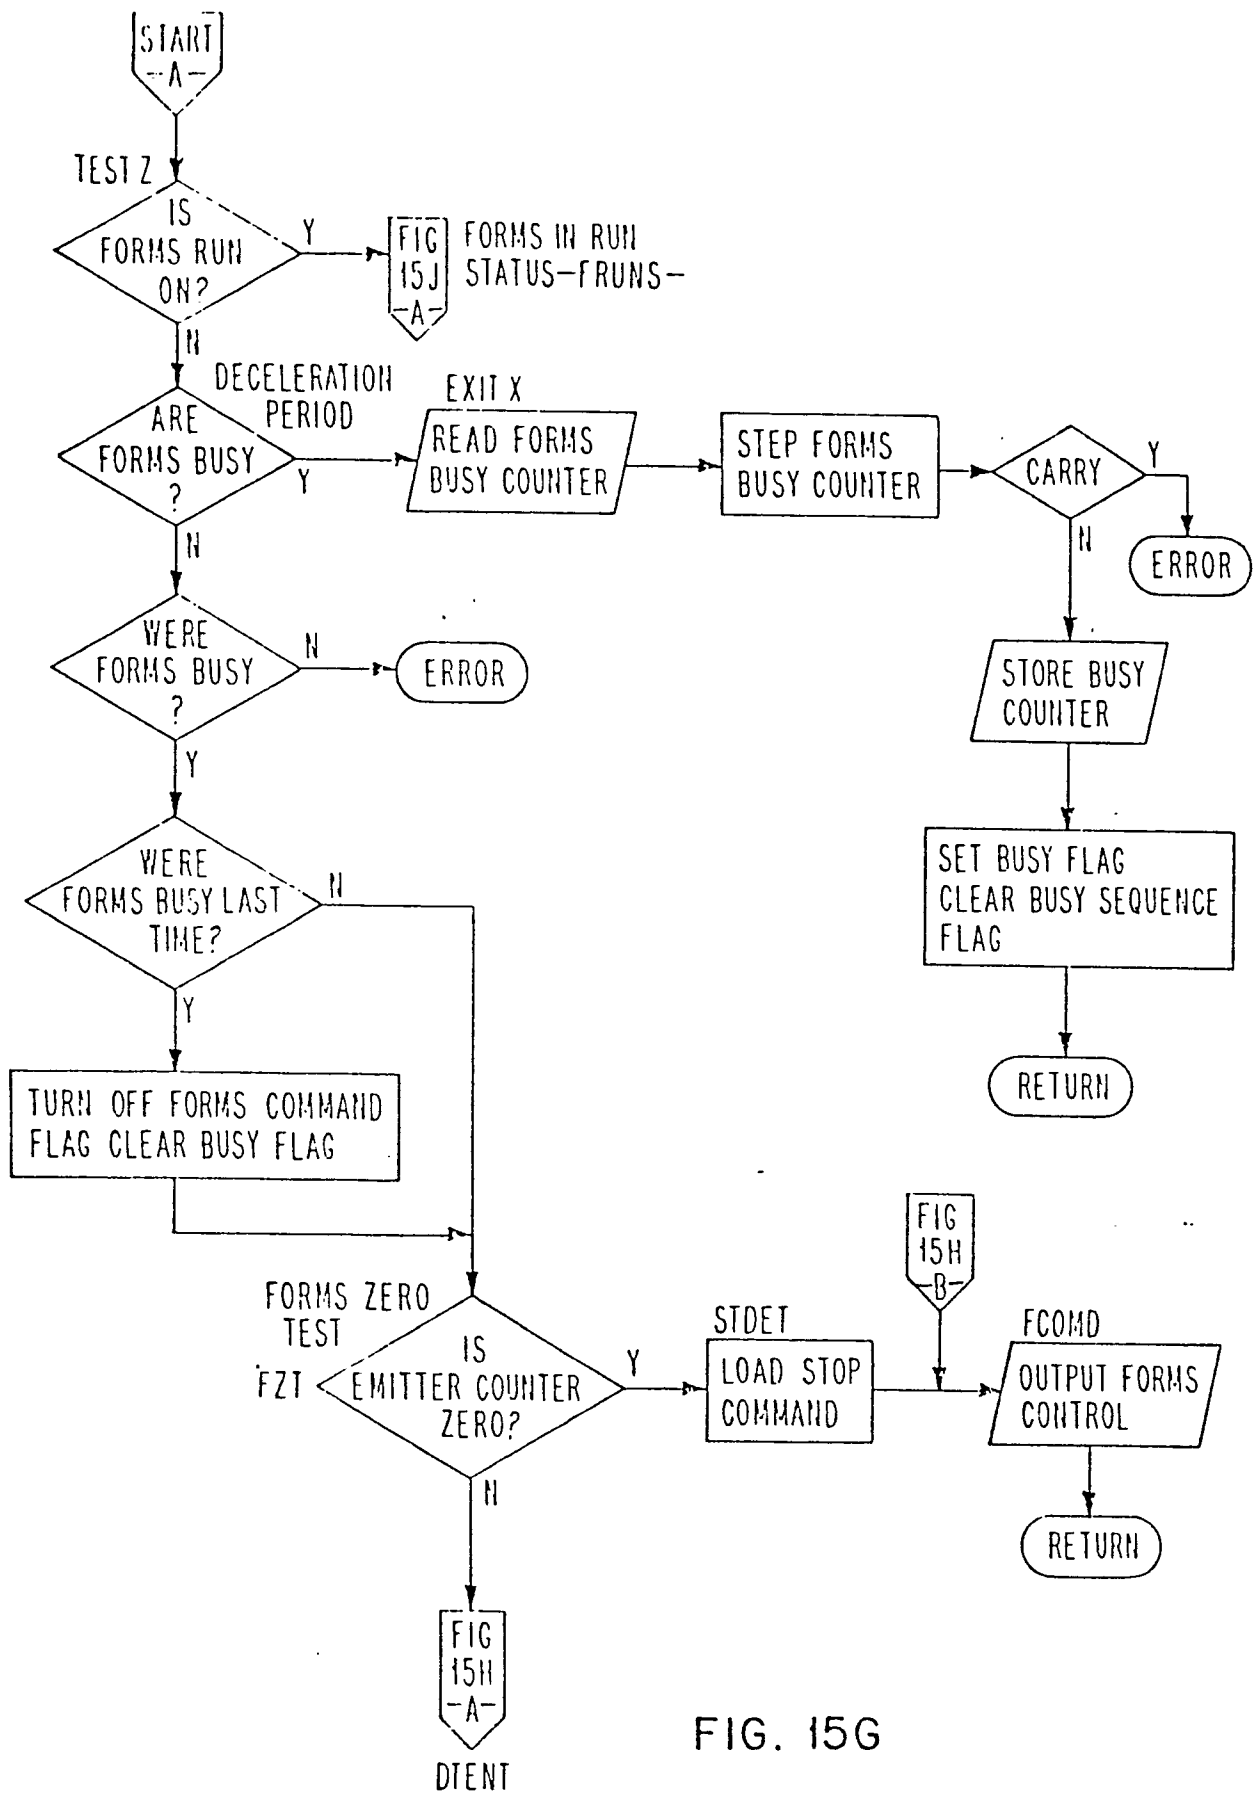 START
-A-
TEST Z
IS
FORMS RUN
ON?
Y
N
FIG
15J
-A-
FORMS IN RUN
STATUS-FRUNS-
ARE
FORMS BUSY
?
DECELERATION
PERIOD
Y
N
EXIT X
READ FORMS
BUSY COUNTER
STEP FORMS
BUSY COUNTER
CARRY
Y
N
ERROR
STORE BUSY
COUNTER
SET BUSY FLAG
CLEAR BUSY SEQUENCE
FLAG
RETURN
WERE
FORMS BUSY
?
N
Y
ERROR
WERE
FORMS BUSY LAST
TIME?
N
Y
TURN OFF FORMS COMMAND
FLAG CLEAR BUSY FLAG
FORMS ZERO
TEST
FZT
IS
EMITTER COUNTER
ZERO?
Y
N
STDET
LOAD STOP
COMMAND
FIG
15H
-B-
FCOMD
OUTPUT FORMS
CONTROL
RETURN
FIG
15H
-A-
DTENT
FIG. 15G